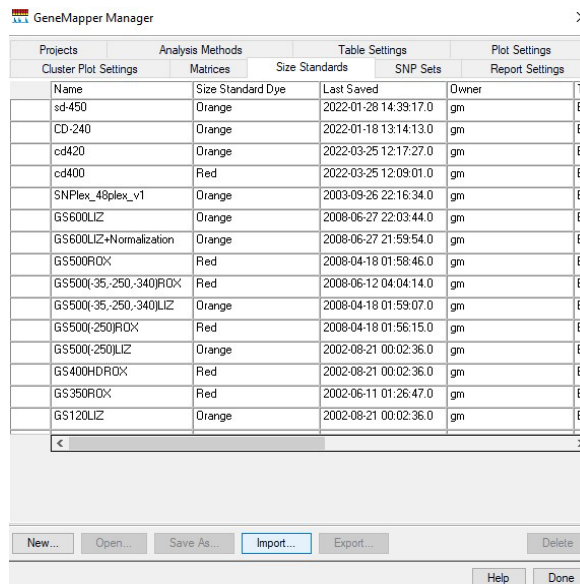 GeneMapper Manager
Projects Analysis Methods Table Settings Plot Settings
Cluster Plot Settings Matrices Size Standards SNP Sets Report Settings
Name Size Standard Dye Last Saved Owner
sd-450 Orange 2022-01-28 14:39:17.0 gm
CD-240 Orange 2022-01-18 13:14:13.0 gm
cd420 Orange 2022-03-25 12:17:27.0 gm
cd400 Red 2022-03-25 12:09:01.0 gm
SNPlex_48plex_v1 Orange 2003-09-26 22:16:34.0 gm
GS600LIZ Orange 2008-06-27 22:03:44.0 gm
GS600LIZ+Normalization Orange 2008-06-27 21:59:54.0 gm
GS500ROX Red 2008-04-18 01:58:46.0 gm
GS500(-35,-250,-340)ROX Red 2008-06-12 04:04:14.0 gm
GS500(-35,-250,-340)LIZ Orange 2008-04-18 01:59:07.0 gm
GS500(-250)ROX Red 2008-04-18 01:56:15.0 gm
GS500(-250)LIZ Orange 2002-08-21 00:02:36.0 gm
GS400HDROX Red 2002-08-21 00:02:36.0 gm
GS350ROX Red 2002-06-11 01:26:47.0 gm
GS120LIZ Orange 2002-08-21 00:02:36.0 gm
New... Open... Save As... Import... Export... Delete
Help Done